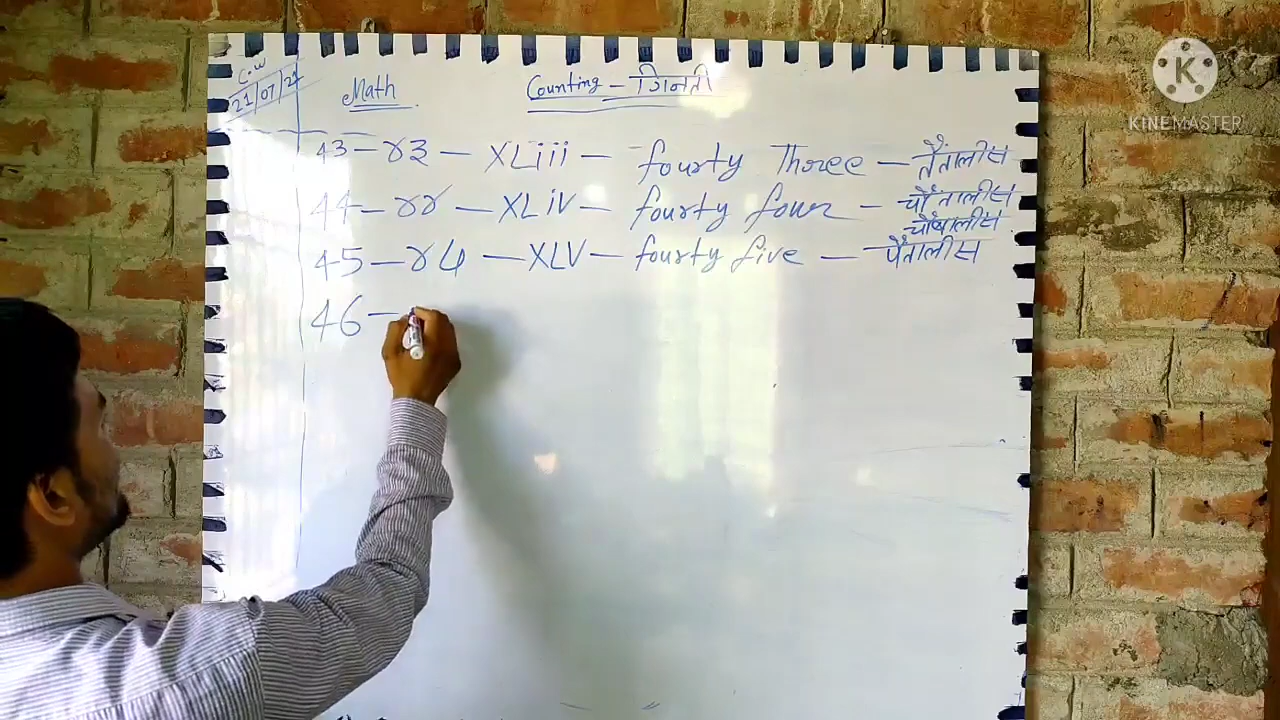 C.W
21/07/21
Math Counting – गिनती
43 – ४३ – XLiii – fourty Three – तैंतालीस
44 – ४४ – XLiV – fourty four – चौंतालीस
चौव्वालीस
45 – ४५ – XLV – fourty five – पैंतालीस
46 –
K
KINEMASTER